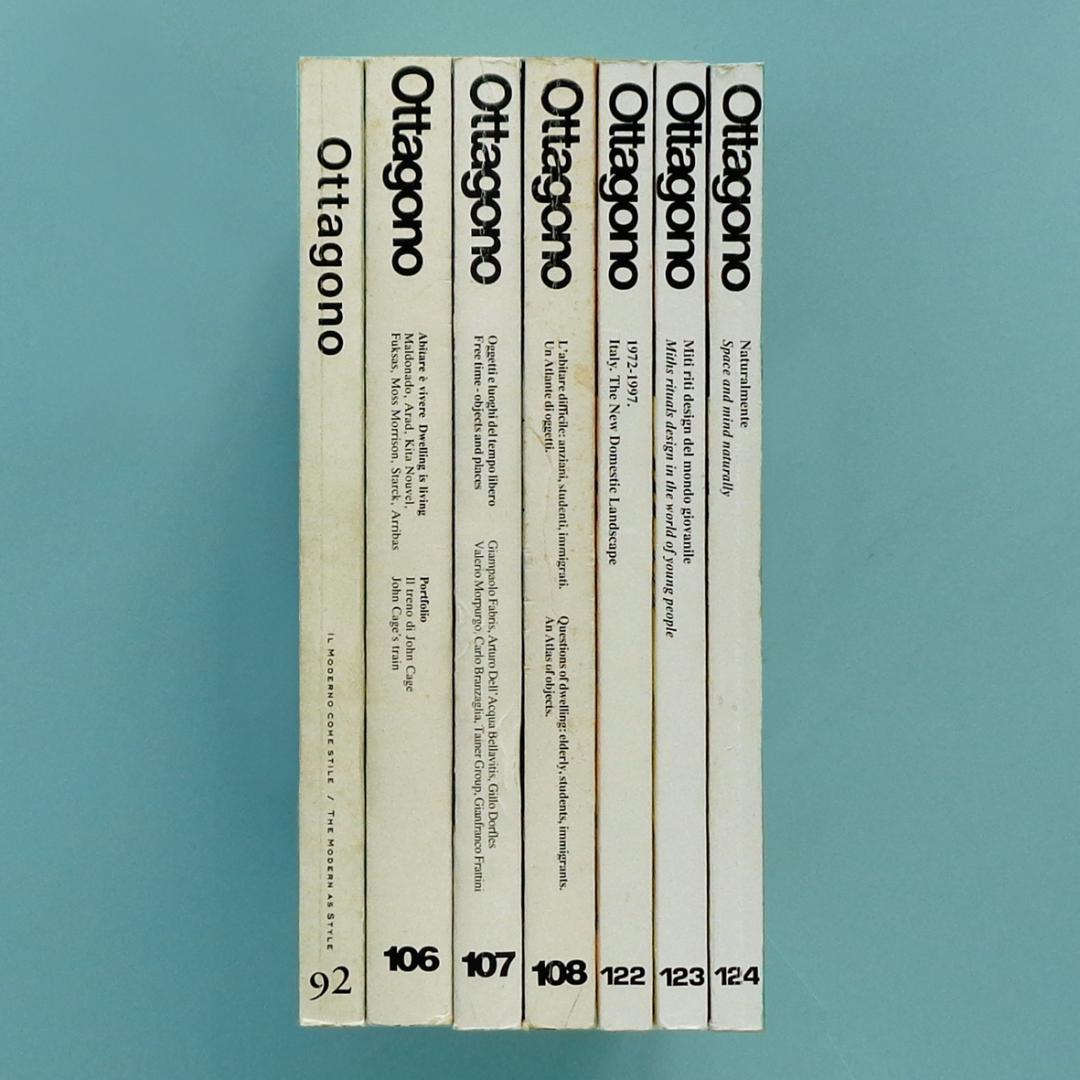 Ottagono
IL MODERNO COME STILE / THE MODERN AS STYLE
92
Ottagono
Abitare è vivere Dwelling is living
Maldonado, Arad, Kita Nouvel,
Fuksas, Moss Morrison, Starck, Arribas
Portfolio
Il treno di John Cage
John Cage's train
106
Ottagono
Oggetti e luoghi del tempo libero
Free time - objects and places
Giampaolo Fabris, Arturo Dell'Acqua Bellavitis, Gillo Dorfles
Valerio Morpurgo, Carlo Branzaglia, Tainer Group, Gianfranco Frattini
107
Ottagono
L'abitare difficile: anziani, studenti, immigrati.
Un Atlante di oggetti.
Questions of dwelling: elderly, students, immigrants.
An Atlas of objects.
108
Ottagono
1972-1997.
Italy. The New Domestic Landscape
122
Ottagono
Miti riti design del mondo giovanile
Miths rituals design in the world of young people
123
Ottagono
Naturalmente
Space and mind naturally
124